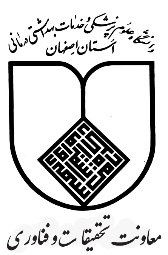 دانشگاه علوم پزشکی و خدمات بهداشتی درمانی
استان اصفهان
معاونت تحقیقات و فناوری